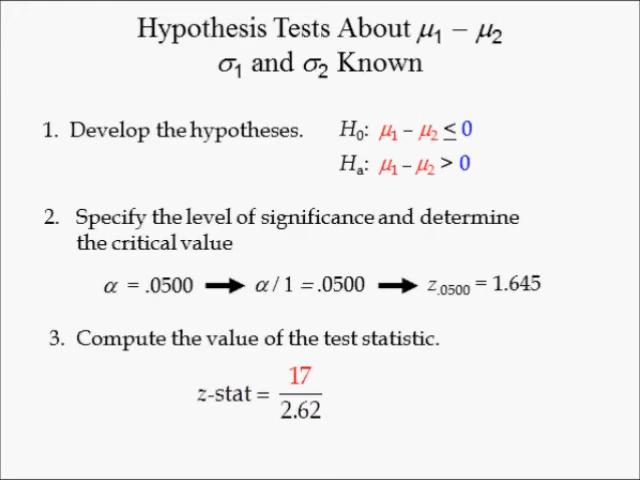 Hypothesis Tests About μ₁ – μ₂
σ₁ and σ₂ Known
1. Develop the hypotheses. H₀: μ₁ – μ₂ ≤ 0
Hₐ: μ₁ – μ₂ > 0
2. Specify the level of significance and determine
the critical value
α = .0500 → α / 1 = .0500 → z.₀₅₀₀ = 1.645
3. Compute the value of the test statistic.
17
z-stat =
2.62